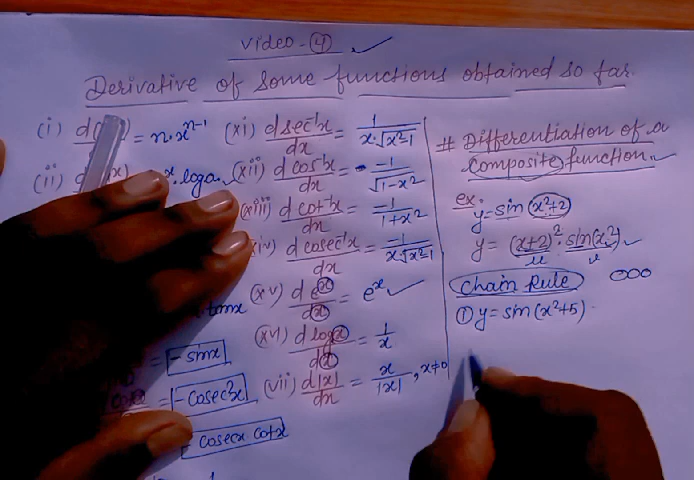 Video - ④
Derivative of some functions obtained so far.
(i) = n·xⁿ⁻¹
(ii) ˣ·loga
(xi) d sec⁻¹x/dx = 1/x·√x²-1
(xii) d cos⁻¹x/dx = -1/√1-x²
(xiii) d cot⁻¹x/dx = -1/1+x²
d cosec⁻¹x/dx = -1/x√x²-1
(xv) d eˣ/dx = eˣ
(xvi) d logx/dx = 1/x
(vii) d|x|/dx = x/|x| , x≠0
tanx
= -sinx
= -cosec²x
- cosecx cotx
# Differentiation of a
composite function.
ex: y = sin(x²+2)
y = (x+2)²·sin(x²)
u v
Chain Rule
① y = sin(x²+5)